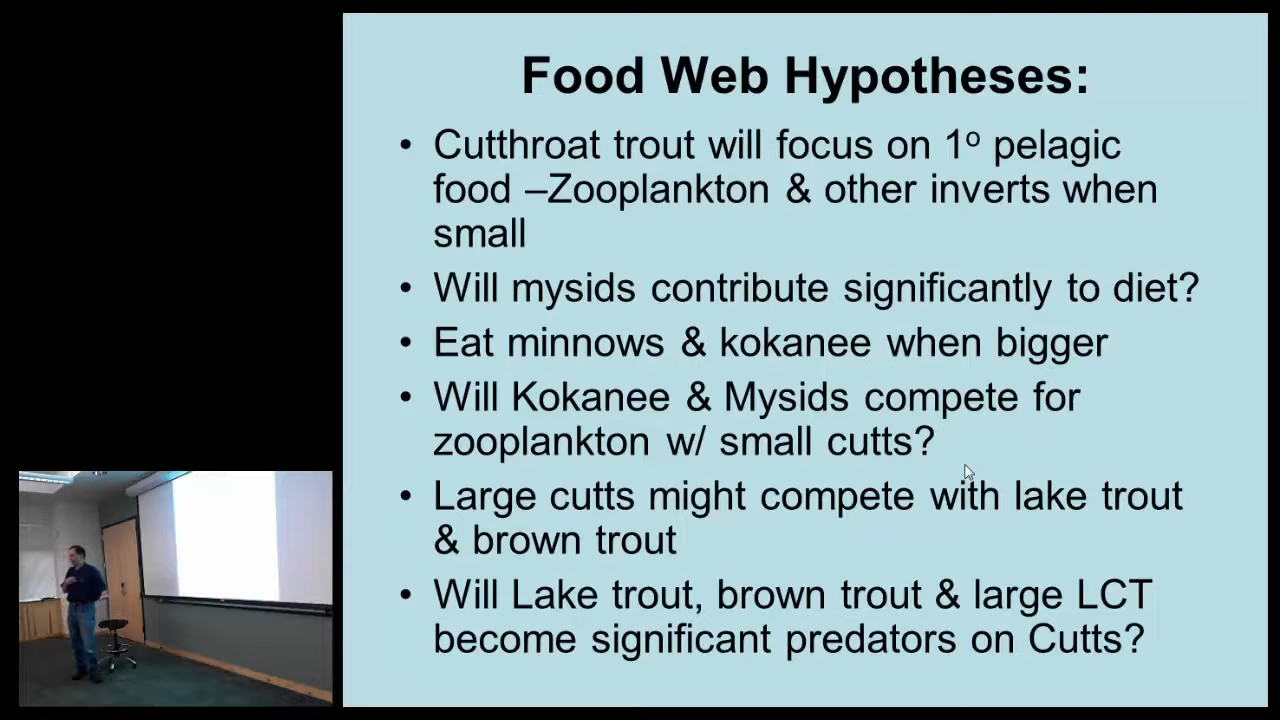 Food Web Hypotheses:
• Cutthroat trout will focus on 1º pelagic
food –Zooplankton & other inverts when
small
• Will mysids contribute significantly to diet?
• Eat minnows & kokanee when bigger
• Will Kokanee & Mysids compete for
zooplankton w/ small cutts?
• Large cutts might compete with lake trout
& brown trout
• Will Lake trout, brown trout & large LCT
become significant predators on Cutts?